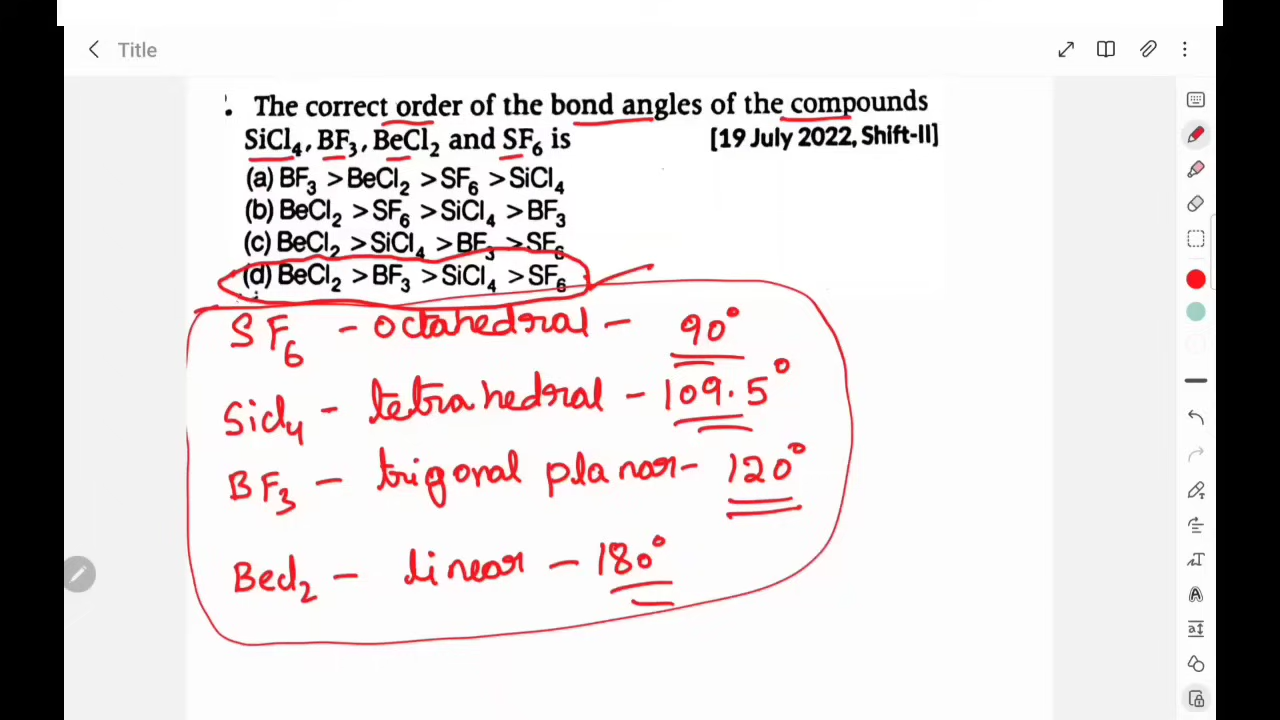 Title
. The correct order of the bond angles of the compounds
SiCl₄, BF₃, BeCl₂ and SF₆ is [19 July 2022, Shift-II]
(a) BF₃ >BeCl₂ >SF₆ >SiCl₄
(b) BeCl₂ >SF₆ >SiCl₄ >BF₃
(c) BeCl₂ >SiCl₄ >BF₃ >SF₆
(d) BeCl₂ >BF₃ >SiCl₄ >SF₆
SF₆ - octahedral - 90°
SiCl₄ - tetrahedral - 109.5°
BF₃ - trigonal planar - 120°
BeCl₂ - linear - 180°